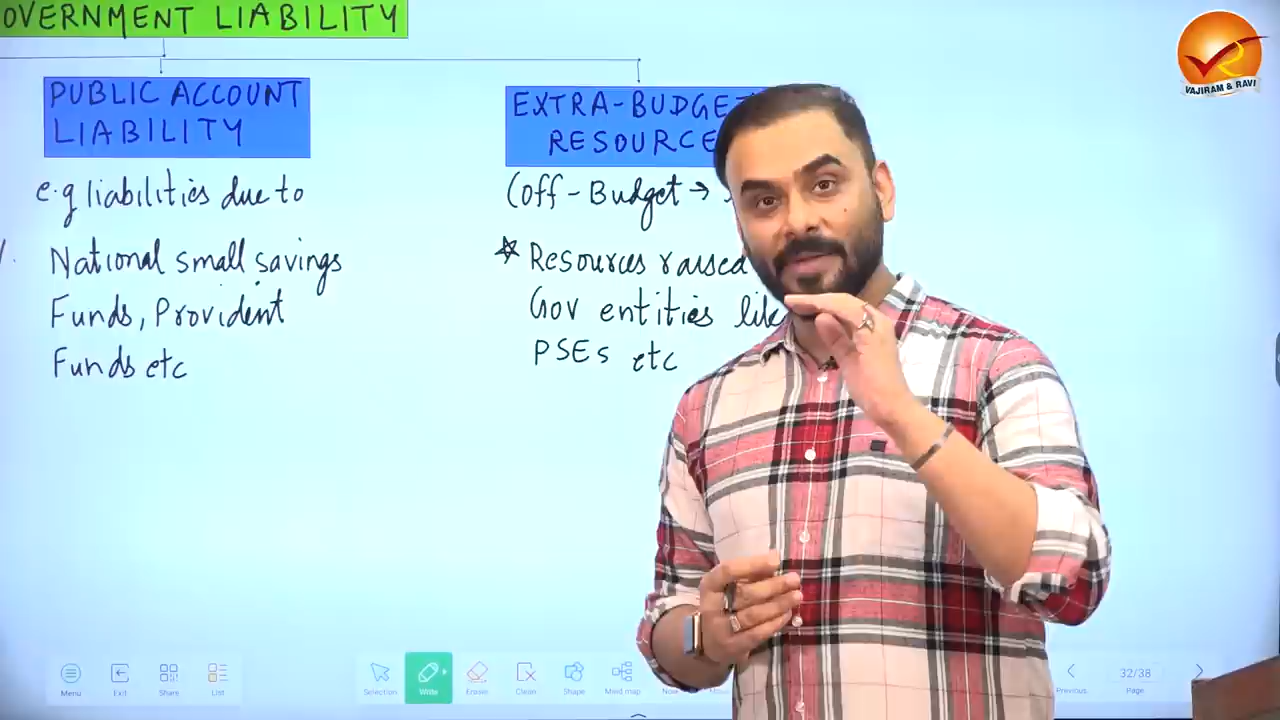 OVERNMENT LIABILITY
PUBLIC ACCOUNT
LIABILITY
e.g liabilities due to
National small savings
Funds, Provident
Funds etc
EXTRA-BUDGET
RESOURCE
(off-Budget →
* Resources raised
Gov entities like
PSEs etc
VAJIRAM & RAVI
Menu
Exit
Share
List
Selection
Write
Eraser
Clean
Shape
Mind map
Previous
32/38
Page